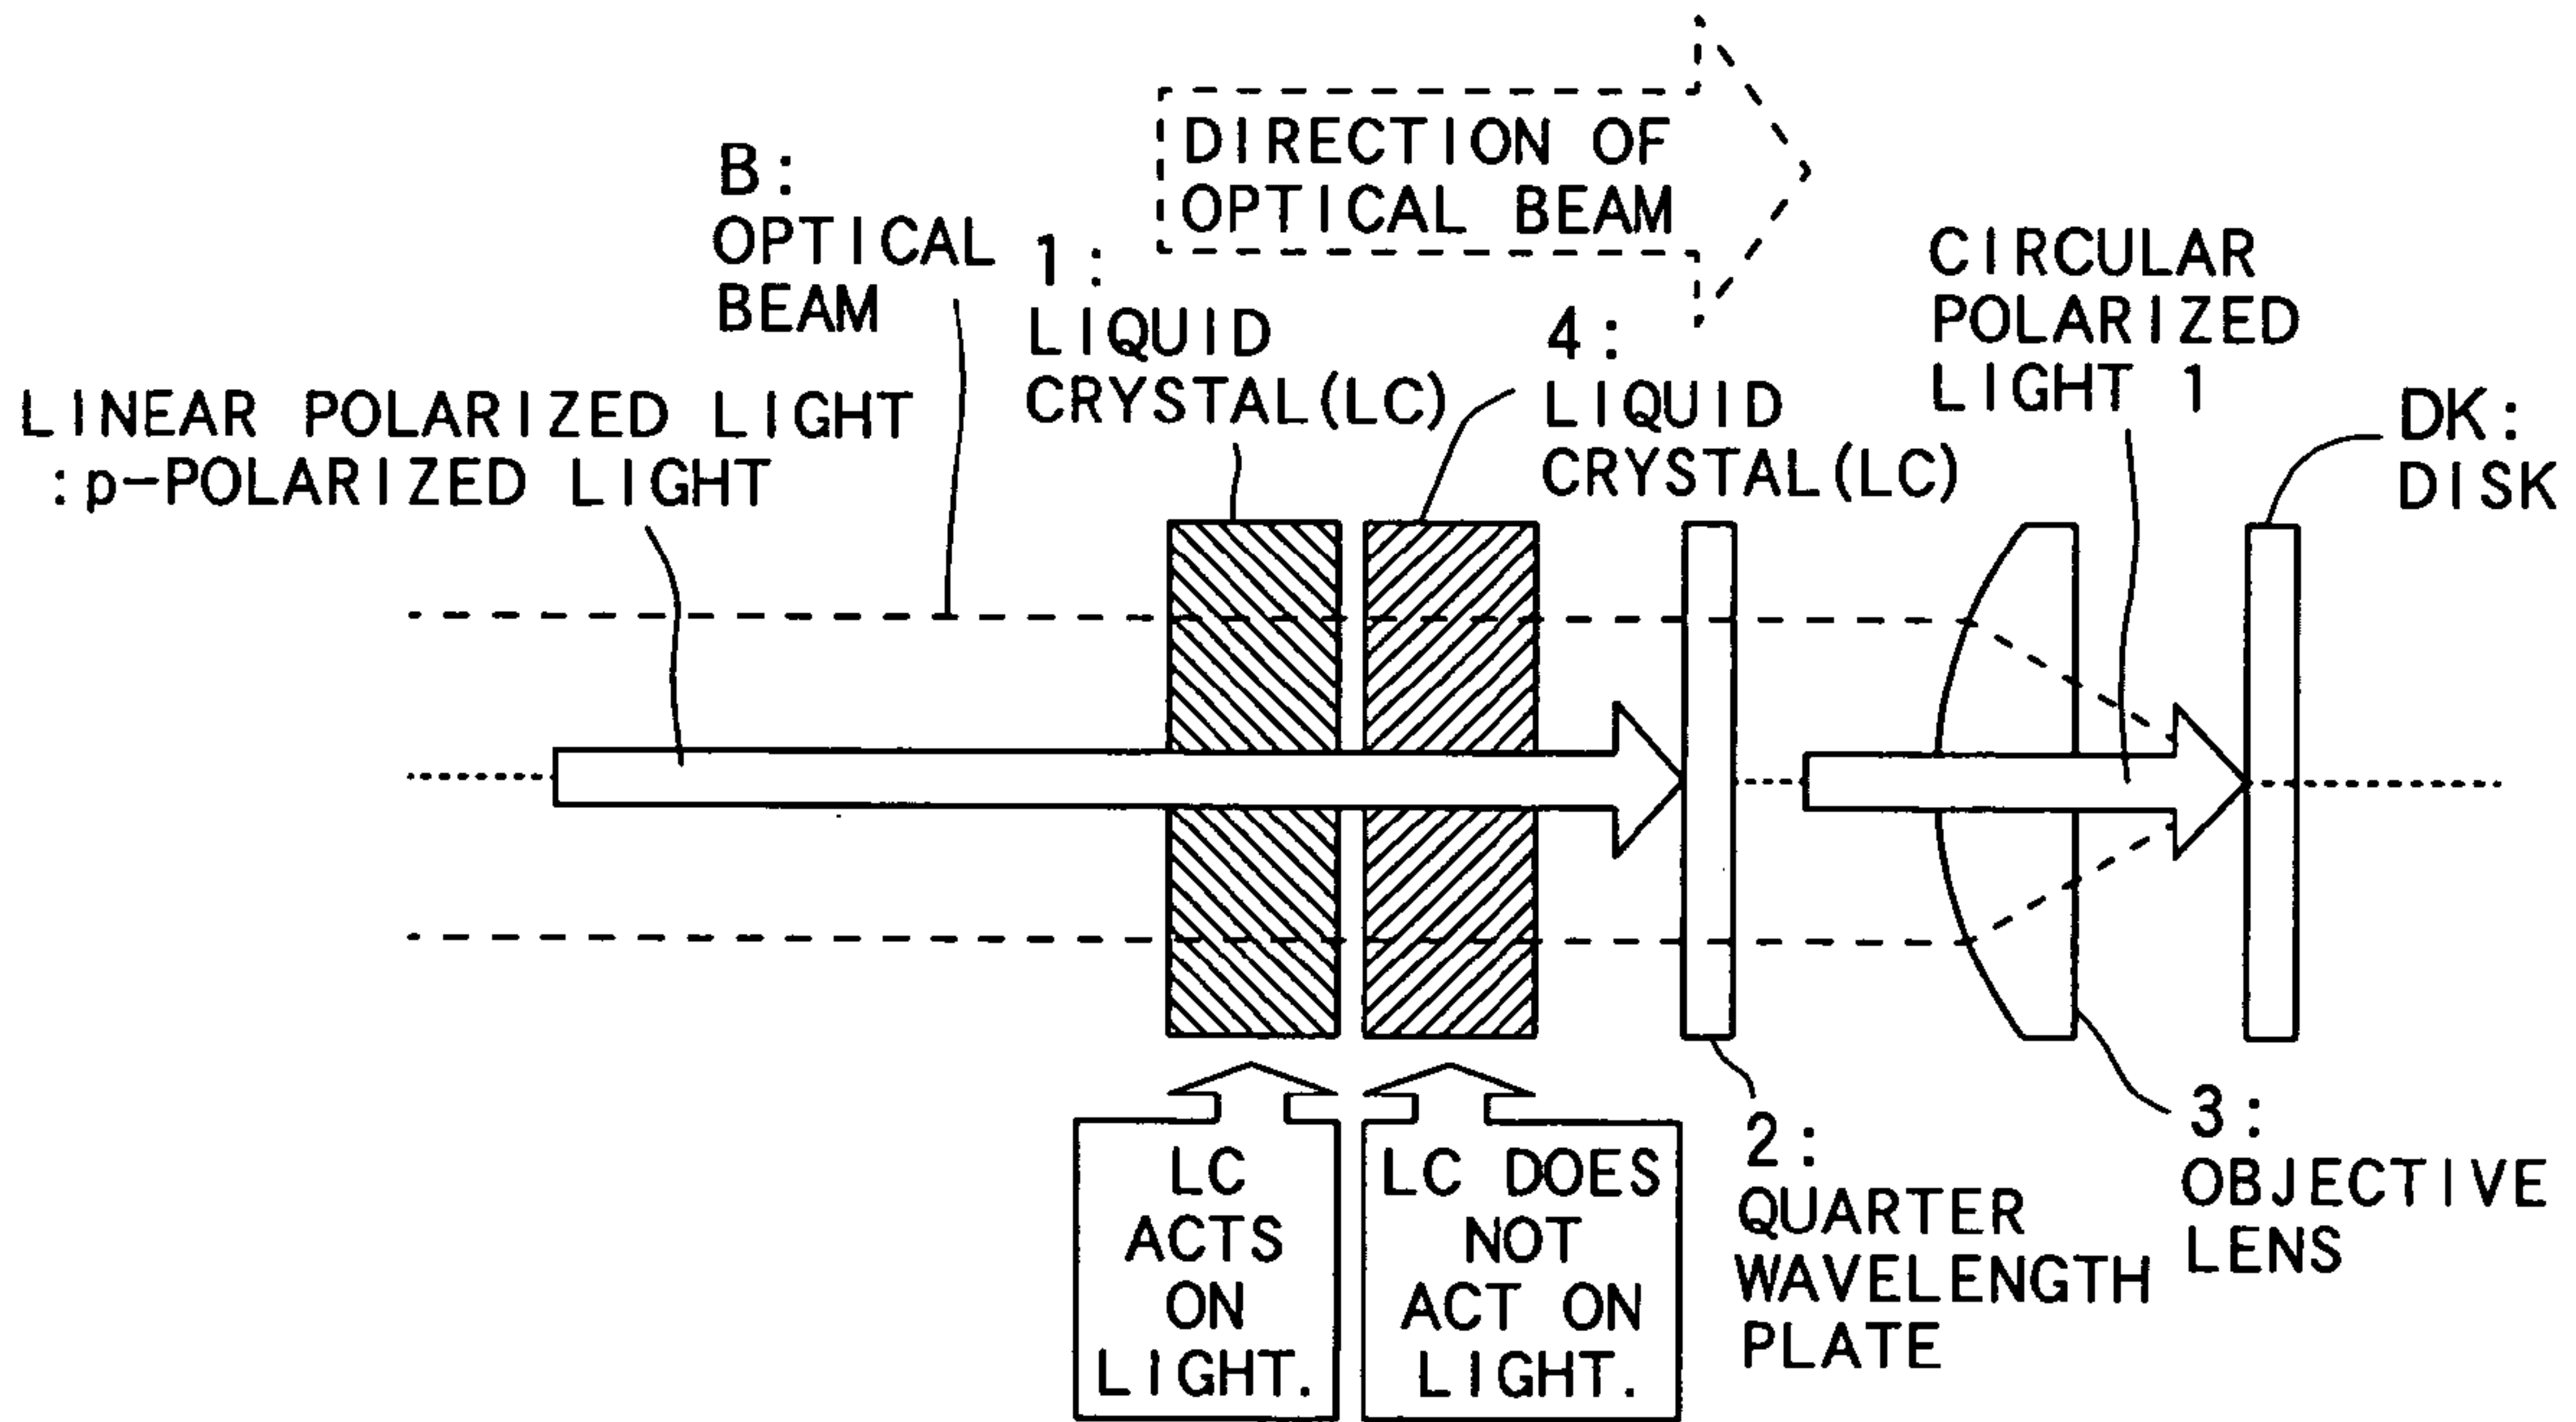 DIRECTION OF
OPTICAL BEAM
B:
OPTICAL
BEAM
1:
LIQUID
CRYSTAL(LC)
4:
LIQUID
CRYSTAL(LC)
CIRCULAR
POLARIZED
LIGHT 1
LINEAR POLARIZED LIGHT
:p-POLARIZED LIGHT
DK:
DISK
LC
ACTS
ON
LIGHT.
LC DOES
NOT
ACT ON
LIGHT.
2:
QUARTER
WAVELENGTH
PLATE
3:
OBJECTIVE
LENS